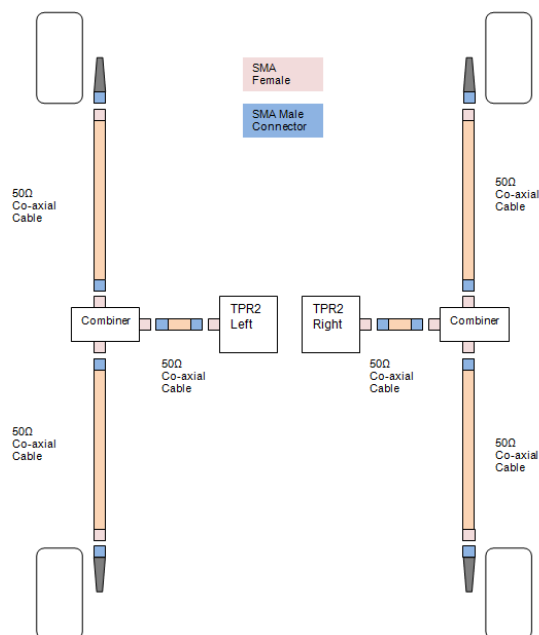 SMA
Female
SMA Male
Connector
50Ω
Co-axial
Cable
50Ω
Co-axial
Cable
Combiner
TPR2
Left
TPR2
Right
Combiner
50Ω
Co-axial
Cable
50Ω
Co-axial
Cable
50Ω
Co-axial
Cable
50Ω
Co-axial
Cable